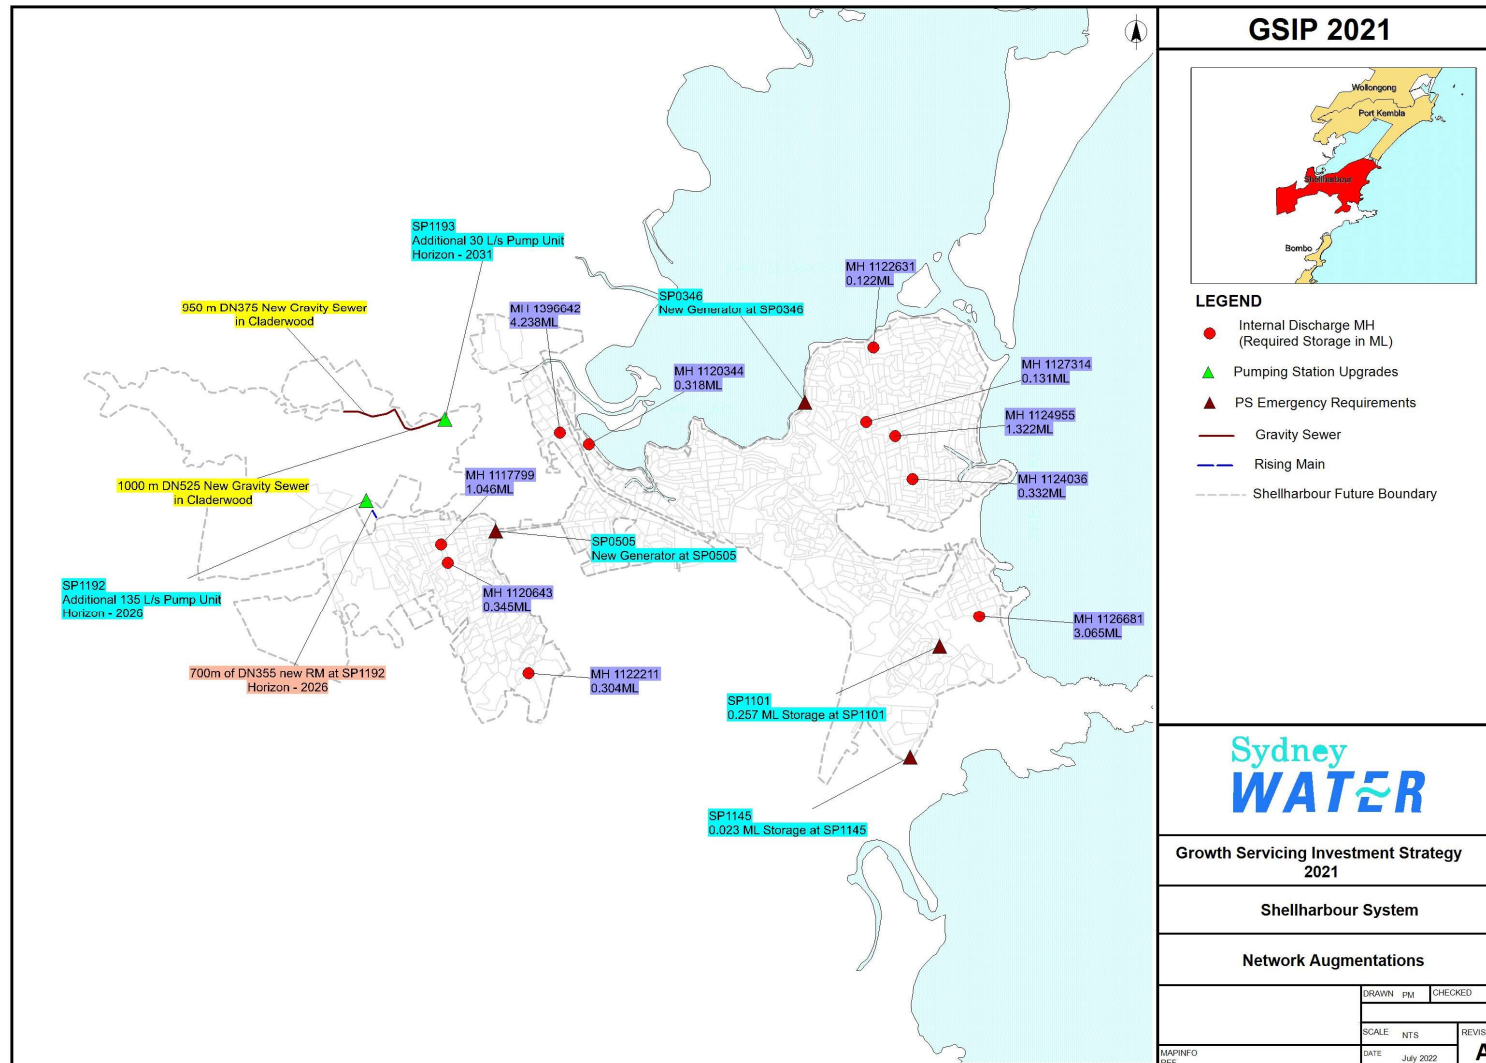 GSIP 2021
Wollongong
Port Kembla
Shellharbour
Bombo
LEGEND
Internal Discharge MH
(Required Storage in ML)
Pumping Station Upgrades
PS Emergency Requirements
Gravity Sewer
Rising Main
Shellharbour Future Boundary
SP1193
Additional 30 L/s Pump Unit
Horizon - 2031
950 m DN375 New Gravity Sewer
in Claderwood
MH 1396642
4.238ML
SP0346
New Generator at SP0346
MH 1122631
0.122ML
MH 1120344
0.318ML
MH 1127314
0.131ML
MH 1124955
1.322ML
MH 1124036
0.332ML
1000 m DN525 New Gravity Sewer
in Claderwood
MH 1117799
1.046ML
SP0505
New Generator at SP0505
SP1192
Additional 135 L/s Pump Unit
Horizon - 2026
MH 1120643
0.345ML
MH 1126681
3.065ML
700m of DN355 new RM at SP1192
Horizon - 2026
MH 1122211
0.304ML
SP1101
0.257 ML Storage at SP1101
SP1145
0.023 ML Storage at SP1145
Sydney
WATER
Growth Servicing Investment Strategy
2021
Shellharbour System
Network Augmentations
DRAWN PM CHECKED
SCALE NTS REVIS
MAPINFO
DATE July 2022 A